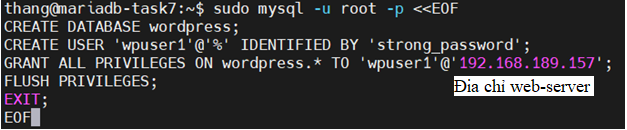 thang@mariadb-task7:~$ sudo mysql -u root -p <<EOF
CREATE DATABASE wordpress;
CREATE USER 'wpuser1'@'%' IDENTIFIED BY 'strong_password';
GRANT ALL PRIVILEGES ON wordpress.* TO 'wpuser1'@'192.168.189.157';
FLUSH PRIVILEGES;
Đia chỉ web-server
EXIT;
EOF